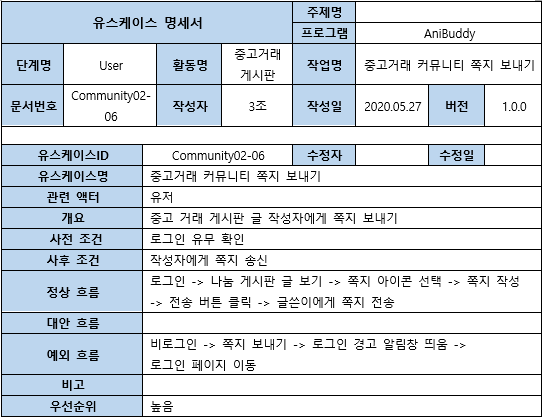 유스케이스 명세서
주제명
프로그램 AniBuddy
단계명 User 활동명 중고거래 게시판 작업명 중고거래 커뮤니티 쪽지 보내기
문서번호 Community02-06 작성자 3조 작성일 2020.05.27 버전 1.0.0
유스케이스ID Community02-06 수정자 수정일
유스케이스명 중고거래 커뮤니티 쪽지 보내기
관련 액터 유저
개요 중고 거래 게시판 글 작성자에게 쪽지 보내기
사전 조건 로그인 유무 확인
사후 조건 작성자에게 쪽지 송신
정상 흐름 로그인 -> 나눔 게시판 글 보기 -> 쪽지 아이콘 선택 -> 쪽지 작성
-> 전송 버튼 클릭 -> 글쓴이에게 쪽지 전송
대안 흐름
예외 흐름 비로그인 -> 쪽지 보내기 -> 로그인 경고 알림창 띄움 ->
로그인 페이지 이동
비고
우선순위 높음